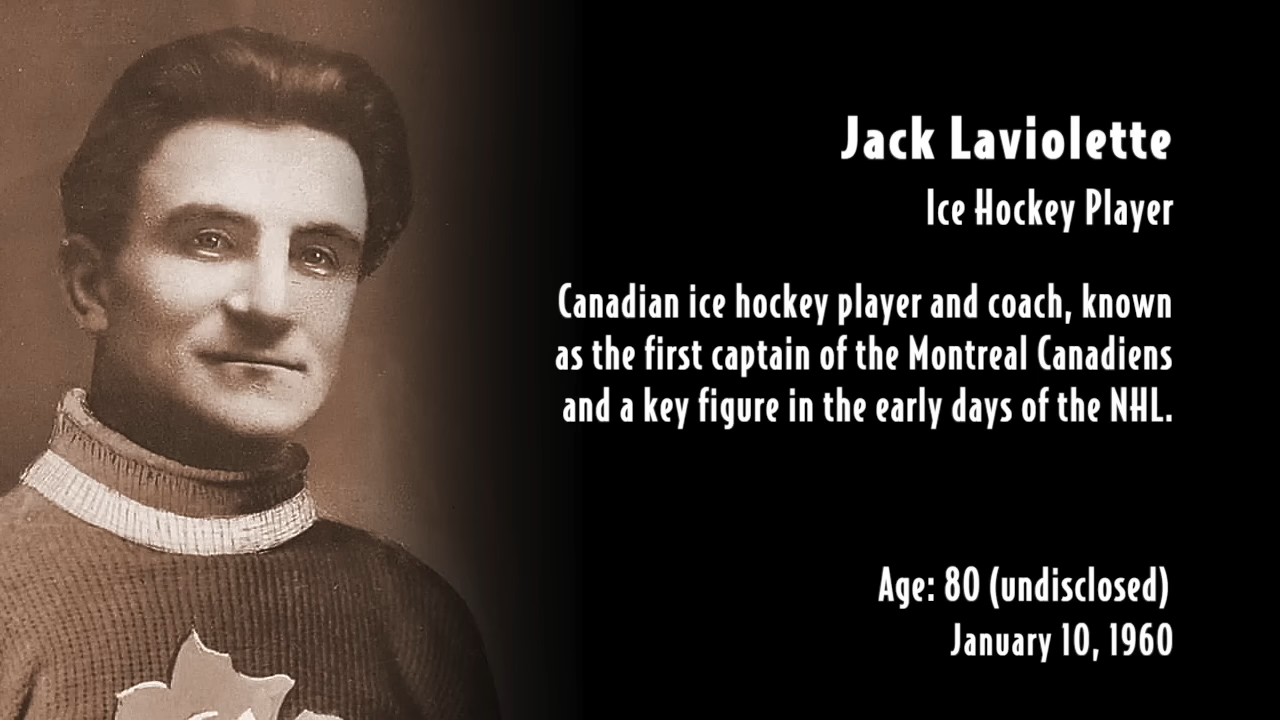 Jack Laviolette
Ice Hockey Player
Canadian ice hockey player and coach, known
as the first captain of the Montreal Canadiens
and a key figure in the early days of the NHL.
Age: 80 (undisclosed)
January 10, 1960